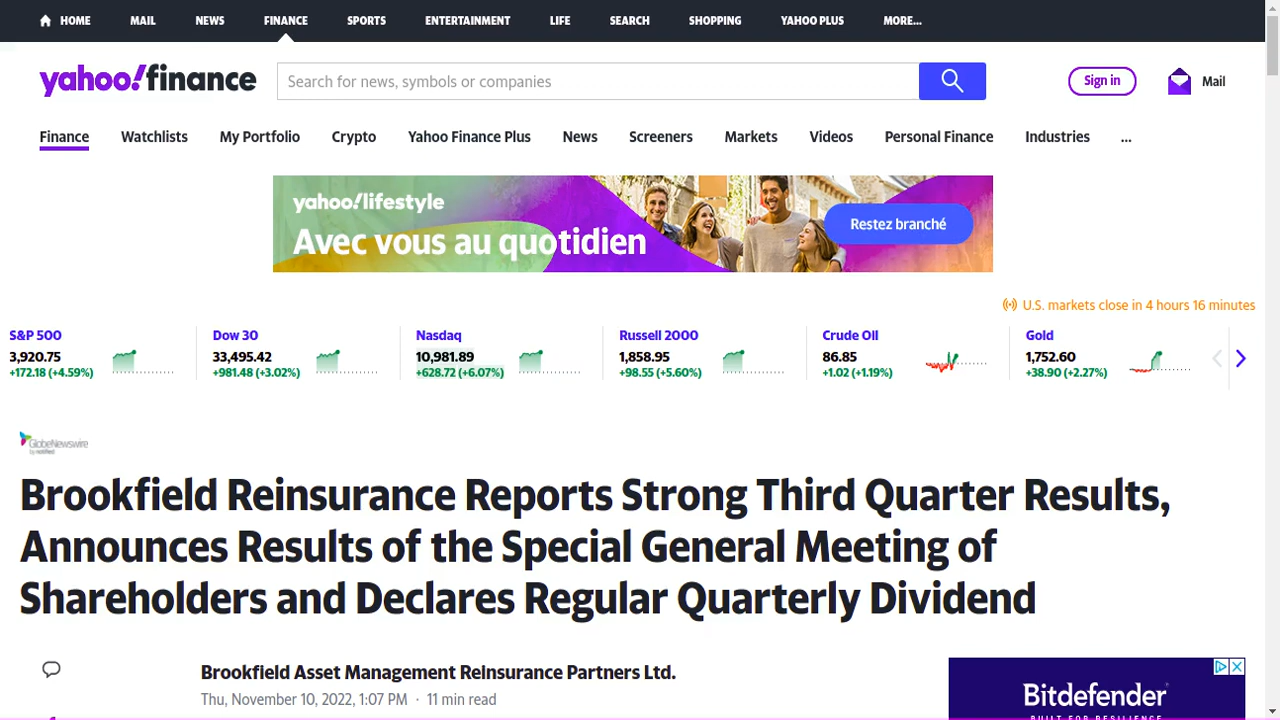 HOME MAIL NEWS FINANCE SPORTS ENTERTAINMENT LIFE SEARCH SHOPPING YAHOO PLUS MORE...
yahoo!finance
Search for news, symbols or companies
Sign in
Mail
Finance Watchlists My Portfolio Crypto Yahoo Finance Plus News Screeners Markets Videos Personal Finance Industries ...
yahoo!lifestyle
Avec vous au quotidien
Restez branché
U.S. markets close in 4 hours 16 minutes
S&P 500
3,920.75
+172.18 (+4.59%)
Dow 30
33,495.42
+981.48 (+3.02%)
Nasdaq
10,981.89
+628.72 (+6.07%)
Russell 2000
1,858.95
+98.55 (+5.60%)
Crude Oil
86.85
+1.02 (+1.19%)
Gold
1,752.60
+38.90 (+2.27%)
GlobeNewswire
by notified
Brookfield Reinsurance Reports Strong Third Quarter Results,
Announces Results of the Special General Meeting of
Shareholders and Declares Regular Quarterly Dividend
Brookfield Asset Management Reinsurance Partners Ltd.
Thu, November 10, 2022, 1:07 PM · 11 min read
Bitdefender
BUILT FOR RESILIENCE